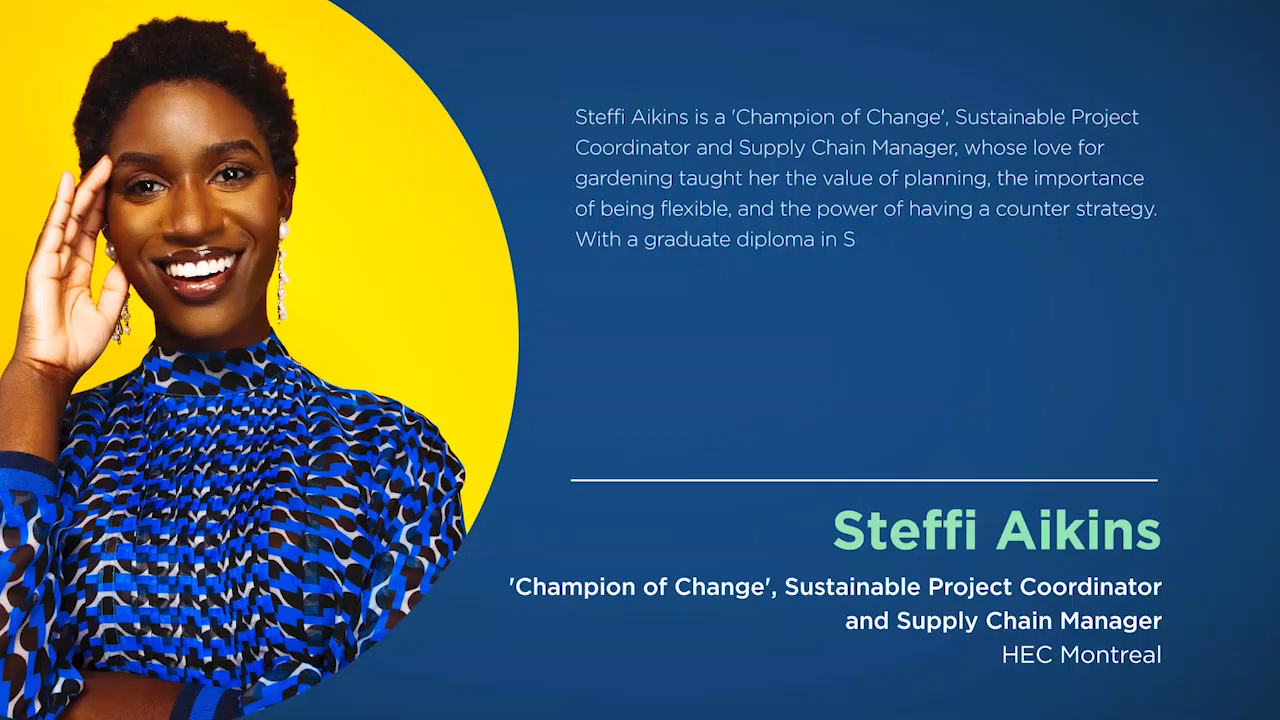 Steffi Aikins is a 'Champion of Change', Sustainable Project
Coordinator and Supply Chain Manager, whose love for
gardening taught her the value of planning, the importance
of being flexible, and the power of having a counter strategy.
With a graduate diploma in S
Steffi Aikins
'Champion of Change', Sustainable Project Coordinator
and Supply Chain Manager
HEC Montreal